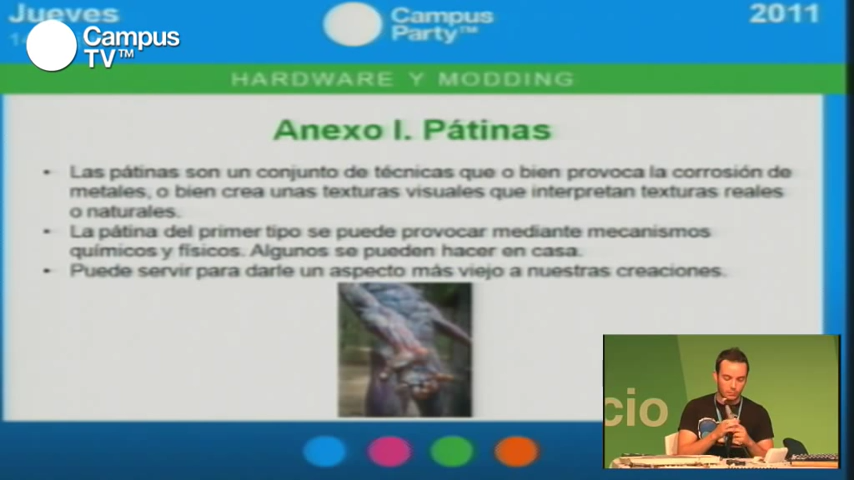 Jueves
Campus
Party™
2011
Campus
TV™
HARDWARE Y MODDING
Anexo I. Pátinas
• Las pátinas son un conjunto de técnicas que o bien provoca la corrosión de
metales, o bien crea unas texturas visuales que interpretan texturas reales
o naturales.
• La pátina del primer tipo se puede provocar mediante mecanismos
químicos y físicos. Algunos se pueden hacer en casa.
• Puede servir para darle un aspecto más viejo a nuestras creaciones.
cio